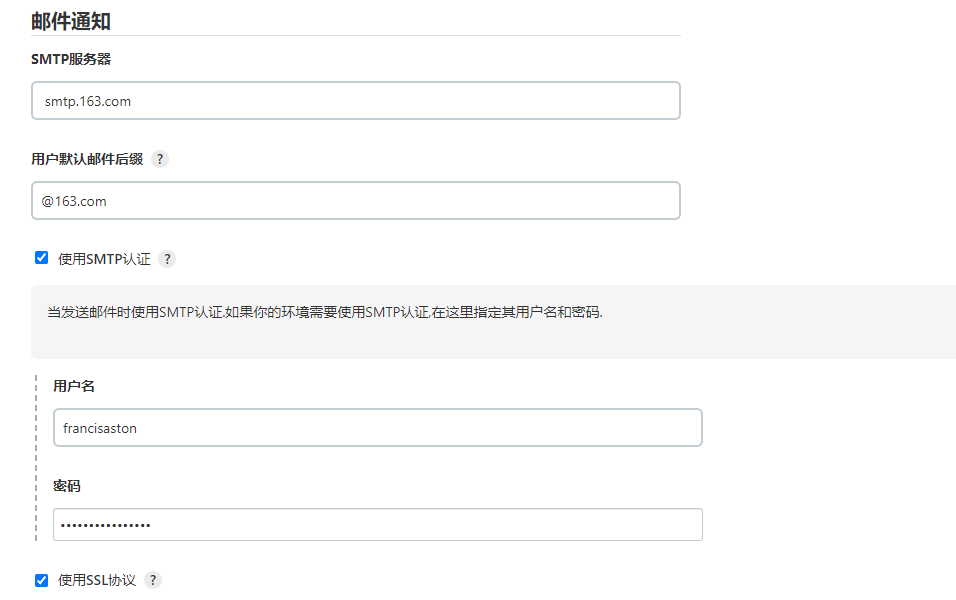 邮件通知
SMTP服务器
smtp.163.com
用户默认邮件后缀 ?
@163.com
使用SMTP认证 ?
当发送邮件时使用SMTP认证.如果你的环境需要使用SMTP认证,在这里指定其用户名和密码.
用户名
francisaston
密码
••••••••••••••••
使用SSL协议 ?